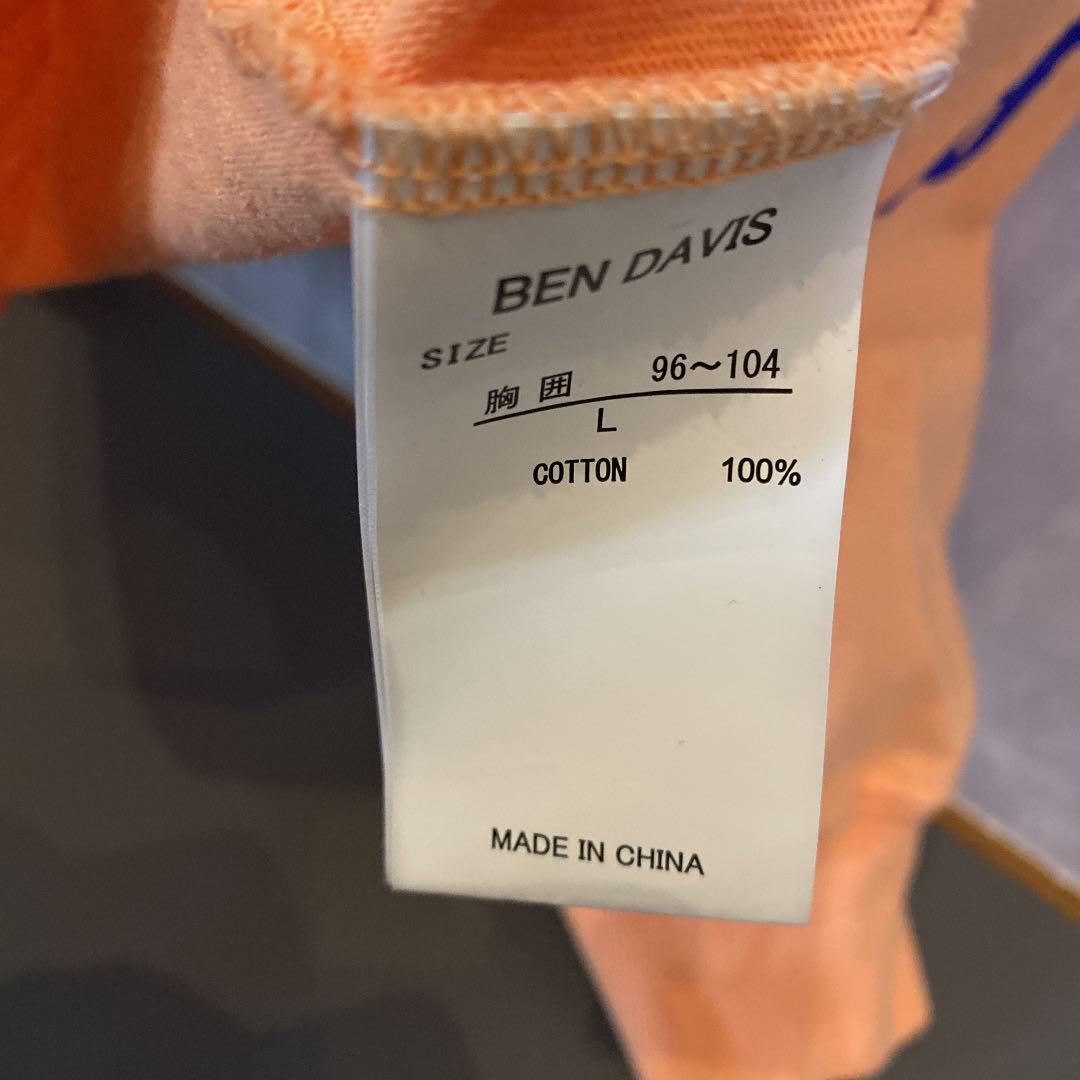 BEN DAVIS
SIZE
胸囲 96～104
L
COTTON 100%
MADE IN CHINA